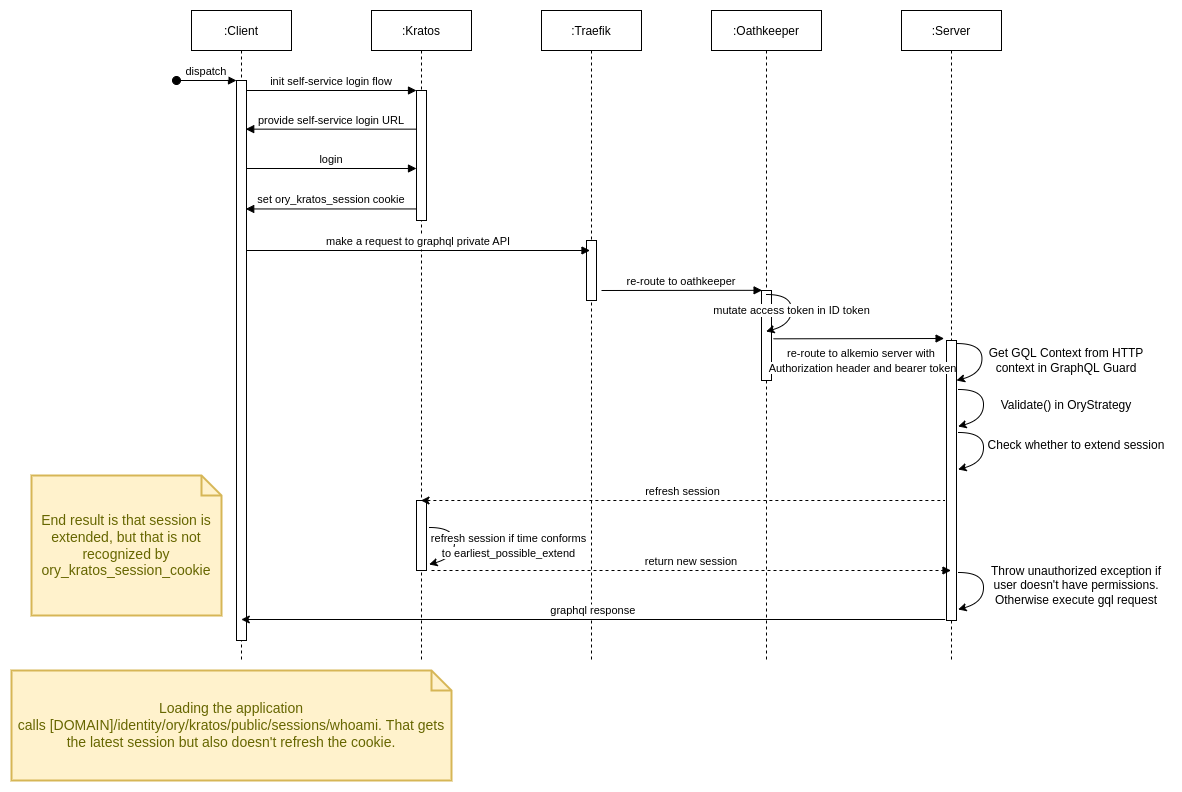 :Client
:Kratos
:Traefik
:Oathkeeper
:Server
dispatch
init self-service login flow
provide self-service login URL
login
set ory_kratos_session cookie
make a request to graphql private API
re-route to oathkeeper
mutate access token in ID token
re-route to alkemio server with
Authorization header and bearer token
Get GQL Context from HTTP
context in GraphQL Guard
Validate() in OryStrategy
Check whether to extend session
refresh session
refresh session if time conforms
to earliest_possible_extend
return new session
Throw unauthorized exception if
user doesn't have permissions.
Otherwise execute gql request
graphql response
End result is that session is
extended, but that is not
recognized by
ory_kratos_session_cookie
Loading the application
calls [DOMAIN]/identity/ory/kratos/public/sessions/whoami. That gets
the latest session but also doesn't refresh the cookie.